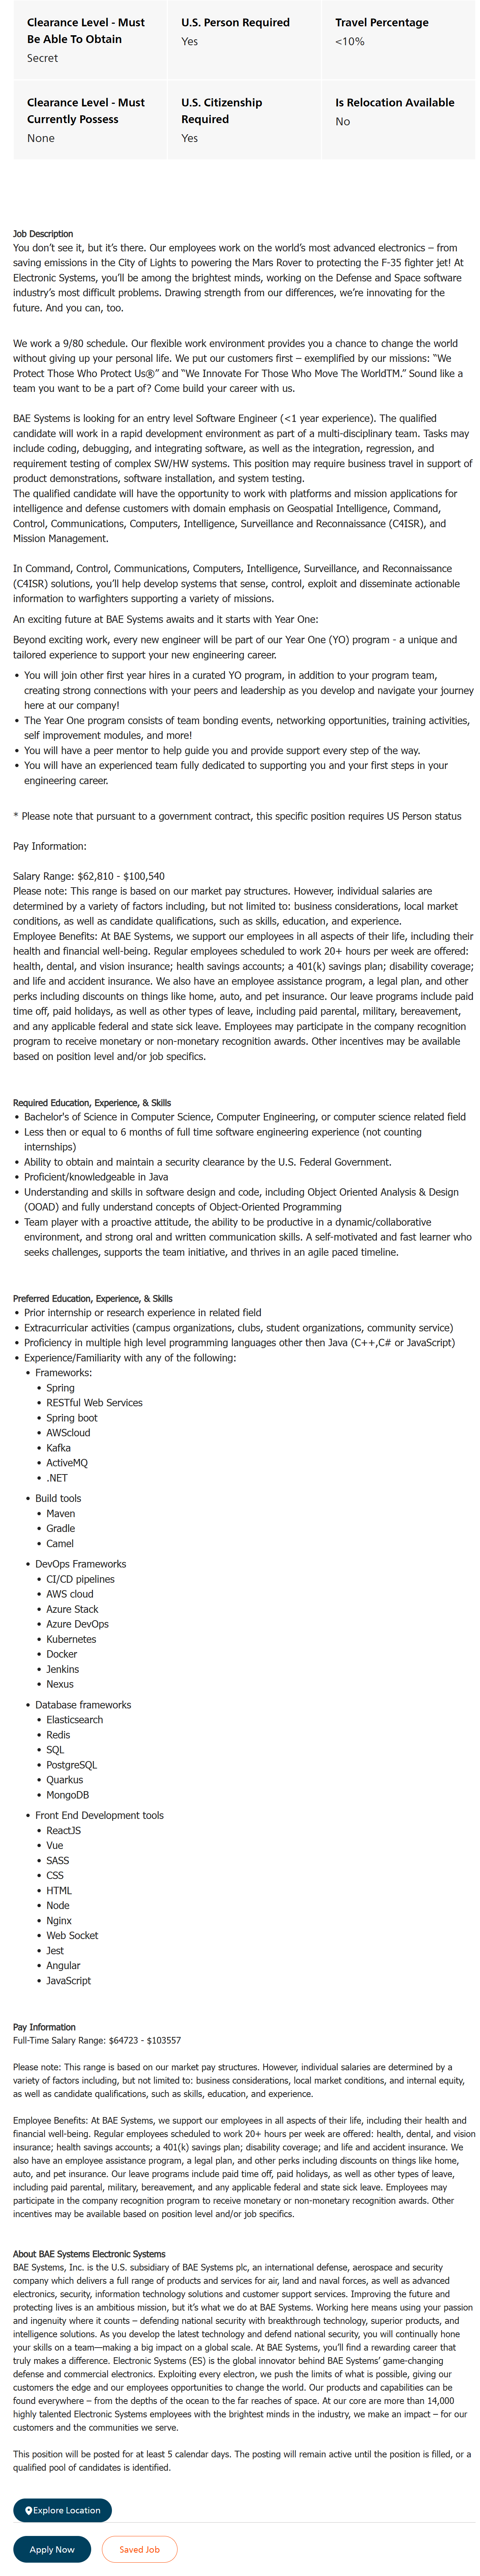 Clearance Level - Must
Be Able To Obtain
Secret
U.S. Person Required
Yes
Travel Percentage
<10%
Clearance Level - Must
Currently Possess
None
U.S. Citizenship
Required
Yes
Is Relocation Available
No
Job Description
You don’t see it, but it’s there. Our employees work on the world’s most advanced electronics – from
saving emissions in the City of Lights to powering the Mars Rover to protecting the F-35 fighter jet! At
Electronic Systems, you’ll be among the brightest minds, working on the Defense and Space software
industry’s most difficult problems. Drawing strength from our differences, we’re innovating for the
future. And you can, too.
We work a 9/80 schedule. Our flexible work environment provides you a chance to change the world
without giving up your personal life. We put our customers first – exemplified by our missions: “We
Protect Those Who Protect Us®” and “We Innovate For Those Who Move The WorldTM.” Sound like a
team you want to be a part of? Come build your career with us.
BAE Systems is looking for an entry level Software Engineer (<1 year experience). The qualified
candidate will work in a rapid development environment as part of a multi-disciplinary team. Tasks may
include coding, debugging, and integrating software, as well as the integration, regression, and
requirement testing of complex SW/HW systems. This position may require business travel in support of
product demonstrations, software installation, and system testing.
The qualified candidate will have the opportunity to work with platforms and mission applications for
intelligence and defense customers with domain emphasis on Geospatial Intelligence, Command,
Control, Communications, Computers, Intelligence, Surveillance and Reconnaissance (C4ISR), and
Mission Management.
In Command, Control, Communications, Computers, Intelligence, Surveillance, and Reconnaissance
(C4ISR) solutions, you’ll help develop systems that sense, control, exploit and disseminate actionable
information to warfighters supporting a variety of missions.
An exciting future at BAE Systems awaits and it starts with Year One:
Beyond exciting work, every new engineer will be part of our Year One (YO) program - a unique and
tailored experience to support your new engineering career.
• You will join other first year hires in a curated YO program, in addition to your program team,
creating strong connections with your peers and leadership as you develop and navigate your journey
here at our company!
• The Year One program consists of team bonding events, networking opportunities, training activities,
self improvement modules, and more!
• You will have a peer mentor to help guide you and provide support every step of the way.
• You will have an experienced team fully dedicated to supporting you and your first steps in your
engineering career.
* Please note that pursuant to a government contract, this specific position requires US Person status
Pay Information:
Salary Range: $62,810 - $100,540
Please note: This range is based on our market pay structures. However, individual salaries are
determined by a variety of factors including, but not limited to: business considerations, local market
conditions, as well as candidate qualifications, such as skills, education, and experience.
Employee Benefits: At BAE Systems, we support our employees in all aspects of their life, including their
health and financial well-being. Regular employees scheduled to work 20+ hours per week are offered:
health, dental, and vision insurance; health savings accounts; a 401(k) savings plan; disability coverage;
and life and accident insurance. We also have an employee assistance program, a legal plan, and other
perks including discounts on things like home, auto, and pet insurance. Our leave programs include paid
time off, paid holidays, as well as other types of leave, including paid parental, military, bereavement,
and any applicable federal and state sick leave. Employees may participate in the company recognition
program to receive monetary or non-monetary recognition awards. Other incentives may be available
based on position level and/or job specifics.
Required Education, Experience, & Skills
• Bachelor's of Science in Computer Science, Computer Engineering, or computer science related field
• Less then or equal to 6 months of full time software engineering experience (not counting
internships)
• Ability to obtain and maintain a security clearance by the U.S. Federal Government.
• Proficient/knowledgeable in Java
• Understanding and skills in software design and code, including Object Oriented Analysis & Design
(OOAD) and fully understand concepts of Object-Oriented Programming
• Team player with a proactive attitude, the ability to be productive in a dynamic/collaborative
environment, and strong oral and written communication skills. A self-motivated and fast learner who
seeks challenges, supports the team initiative, and thrives in an agile paced timeline.
Preferred Education, Experience, & Skills
• Prior internship or research experience in related field
• Extracurricular activities (campus organizations, clubs, student organizations, community service)
• Proficiency in multiple high level programming languages other then Java (C++,C# or JavaScript)
• Experience/Familiarity with any of the following:
• Frameworks:
• Spring
• RESTful Web Services
• Spring boot
• AWScloud
• Kafka
• ActiveMQ
• .NET
• Build tools
• Maven
• Gradle
• Camel
• DevOps Frameworks
• CI/CD pipelines
• AWS cloud
• Azure Stack
• Azure DevOps
• Kubernetes
• Docker
• Jenkins
• Nexus
• Database frameworks
• Elasticsearch
• Redis
• SQL
• PostgreSQL
• Quarkus
• MongoDB
• Front End Development tools
• ReactJS
• Vue
• SASS
• CSS
• HTML
• Node
• Nginx
• Web Socket
• Jest
• Angular
• JavaScript
Pay Information
Full-Time Salary Range: $64723 - $103557
Please note: This range is based on our market pay structures. However, individual salaries are determined by a
variety of factors including, but not limited to: business considerations, local market conditions, and internal equity,
as well as candidate qualifications, such as skills, education, and experience.
Employee Benefits: At BAE Systems, we support our employees in all aspects of their life, including their health and
financial well-being. Regular employees scheduled to work 20+ hours per week are offered: health, dental, and vision
insurance; health savings accounts; a 401(k) savings plan; disability coverage; and life and accident insurance. We
also have an employee assistance program, a legal plan, and other perks including discounts on things like home,
auto, and pet insurance. Our leave programs include paid time off, paid holidays, as well as other types of leave,
including paid parental, military, bereavement, and any applicable federal and state sick leave. Employees may
participate in the company recognition program to receive monetary or non-monetary recognition awards. Other
incentives may be available based on position level and/or job specifics.
About BAE Systems Electronic Systems
BAE Systems, Inc. is the U.S. subsidiary of BAE Systems plc, an international defense, aerospace and security
company which delivers a full range of products and services for air, land and naval forces, as well as advanced
electronics, security, information technology solutions and customer support services. Improving the future and
protecting lives is an ambitious mission, but it’s what we do at BAE Systems. Working here means using your passion
and ingenuity where it counts – defending national security with breakthrough technology, superior products, and
intelligence solutions. As you develop the latest technology and defend national security, you will continually hone
your skills on a team—making a big impact on a global scale. At BAE Systems, you’ll find a rewarding career that
truly makes a difference. Electronic Systems (ES) is the global innovator behind BAE Systems’ game-changing
defense and commercial electronics. Exploiting every electron, we push the limits of what is possible, giving our
customers the edge and our employees opportunities to change the world. Our products and capabilities can be
found everywhere – from the depths of the ocean to the far reaches of space. At our core are more than 14,000
highly talented Electronic Systems employees with the brightest minds in the industry, we make an impact – for our
customers and the communities we serve.
This position will be posted for at least 5 calendar days. The posting will remain active until the position is filled, or a
qualified pool of candidates is identified.
Explore Location
Apply Now
Saved Job